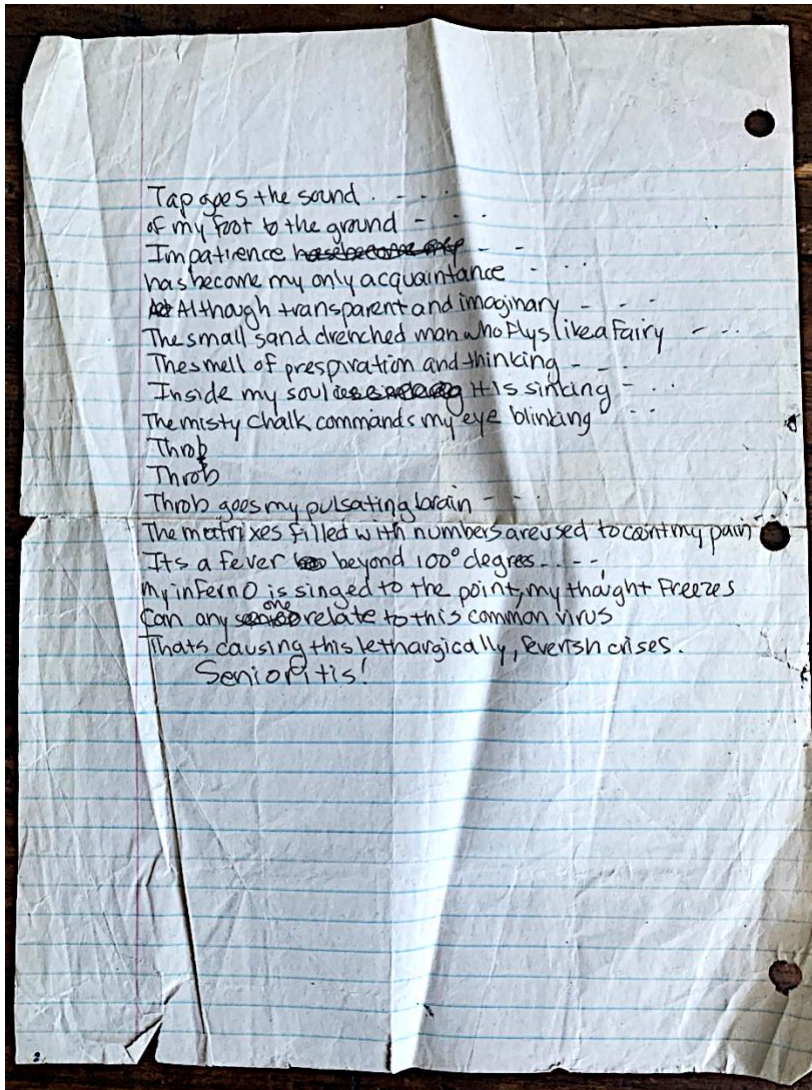 Tap goes the sound . - - - .
of my foot to the ground - - .
Impatience - - .
has become my only acquaintance - . . .
Although transparent and imaginary - - - .
The small sand drenched man who flys like a fairy - - . .
The smell of prespiration and thinking - - .
Inside my soul it is sinking - . .
The misty chalk commands my eye blinking - - .
Throb
Throb
Throb goes my pulsating brain - - .
The matrixes filled with numbers are used to count my pain
Its a fever beyond 100° degres . . - - ,
my inferno is singed to the point, my thought Freezes
Can any one relate to this common virus
Thats causing this lethargically, feverish crises.
Senioritis!
2